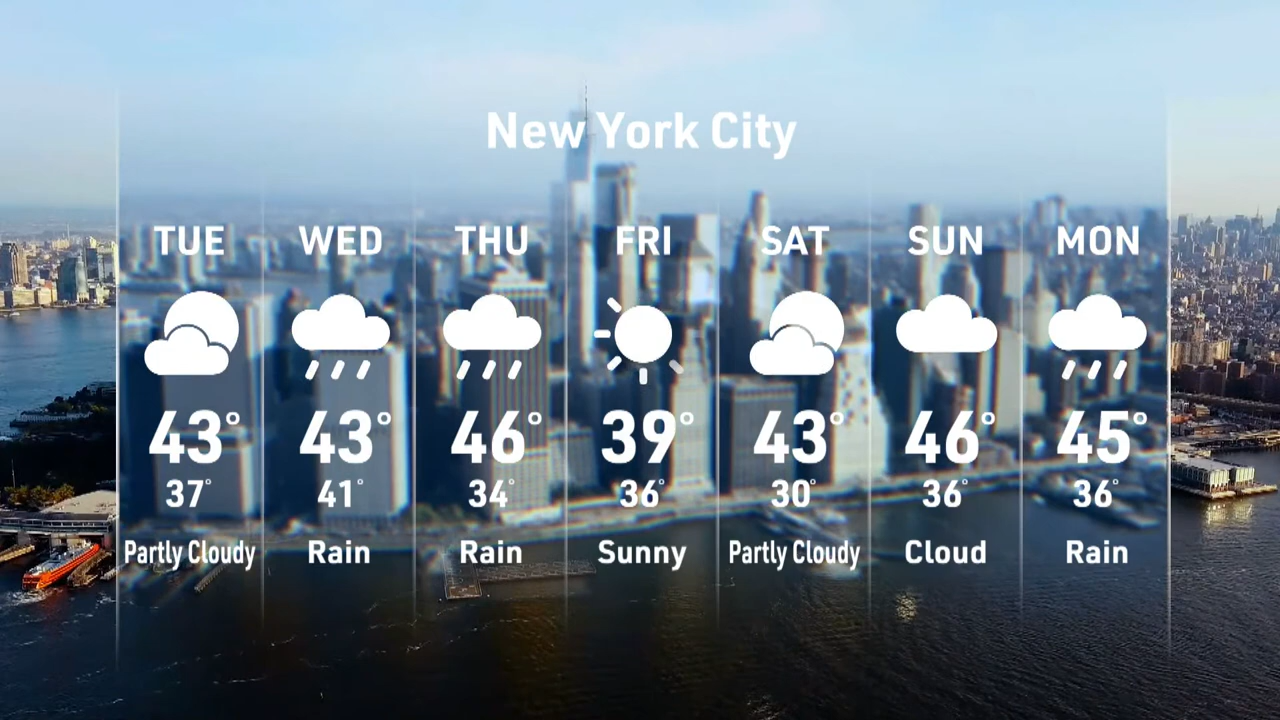 New York City
TUE WED THU FRI SAT SUN MON
43° 43° 46° 39° 43° 46° 45°
37° 41° 34° 36° 30° 36° 36°
Partly Cloudy Rain Rain Sunny Partly Cloudy Cloud Rain